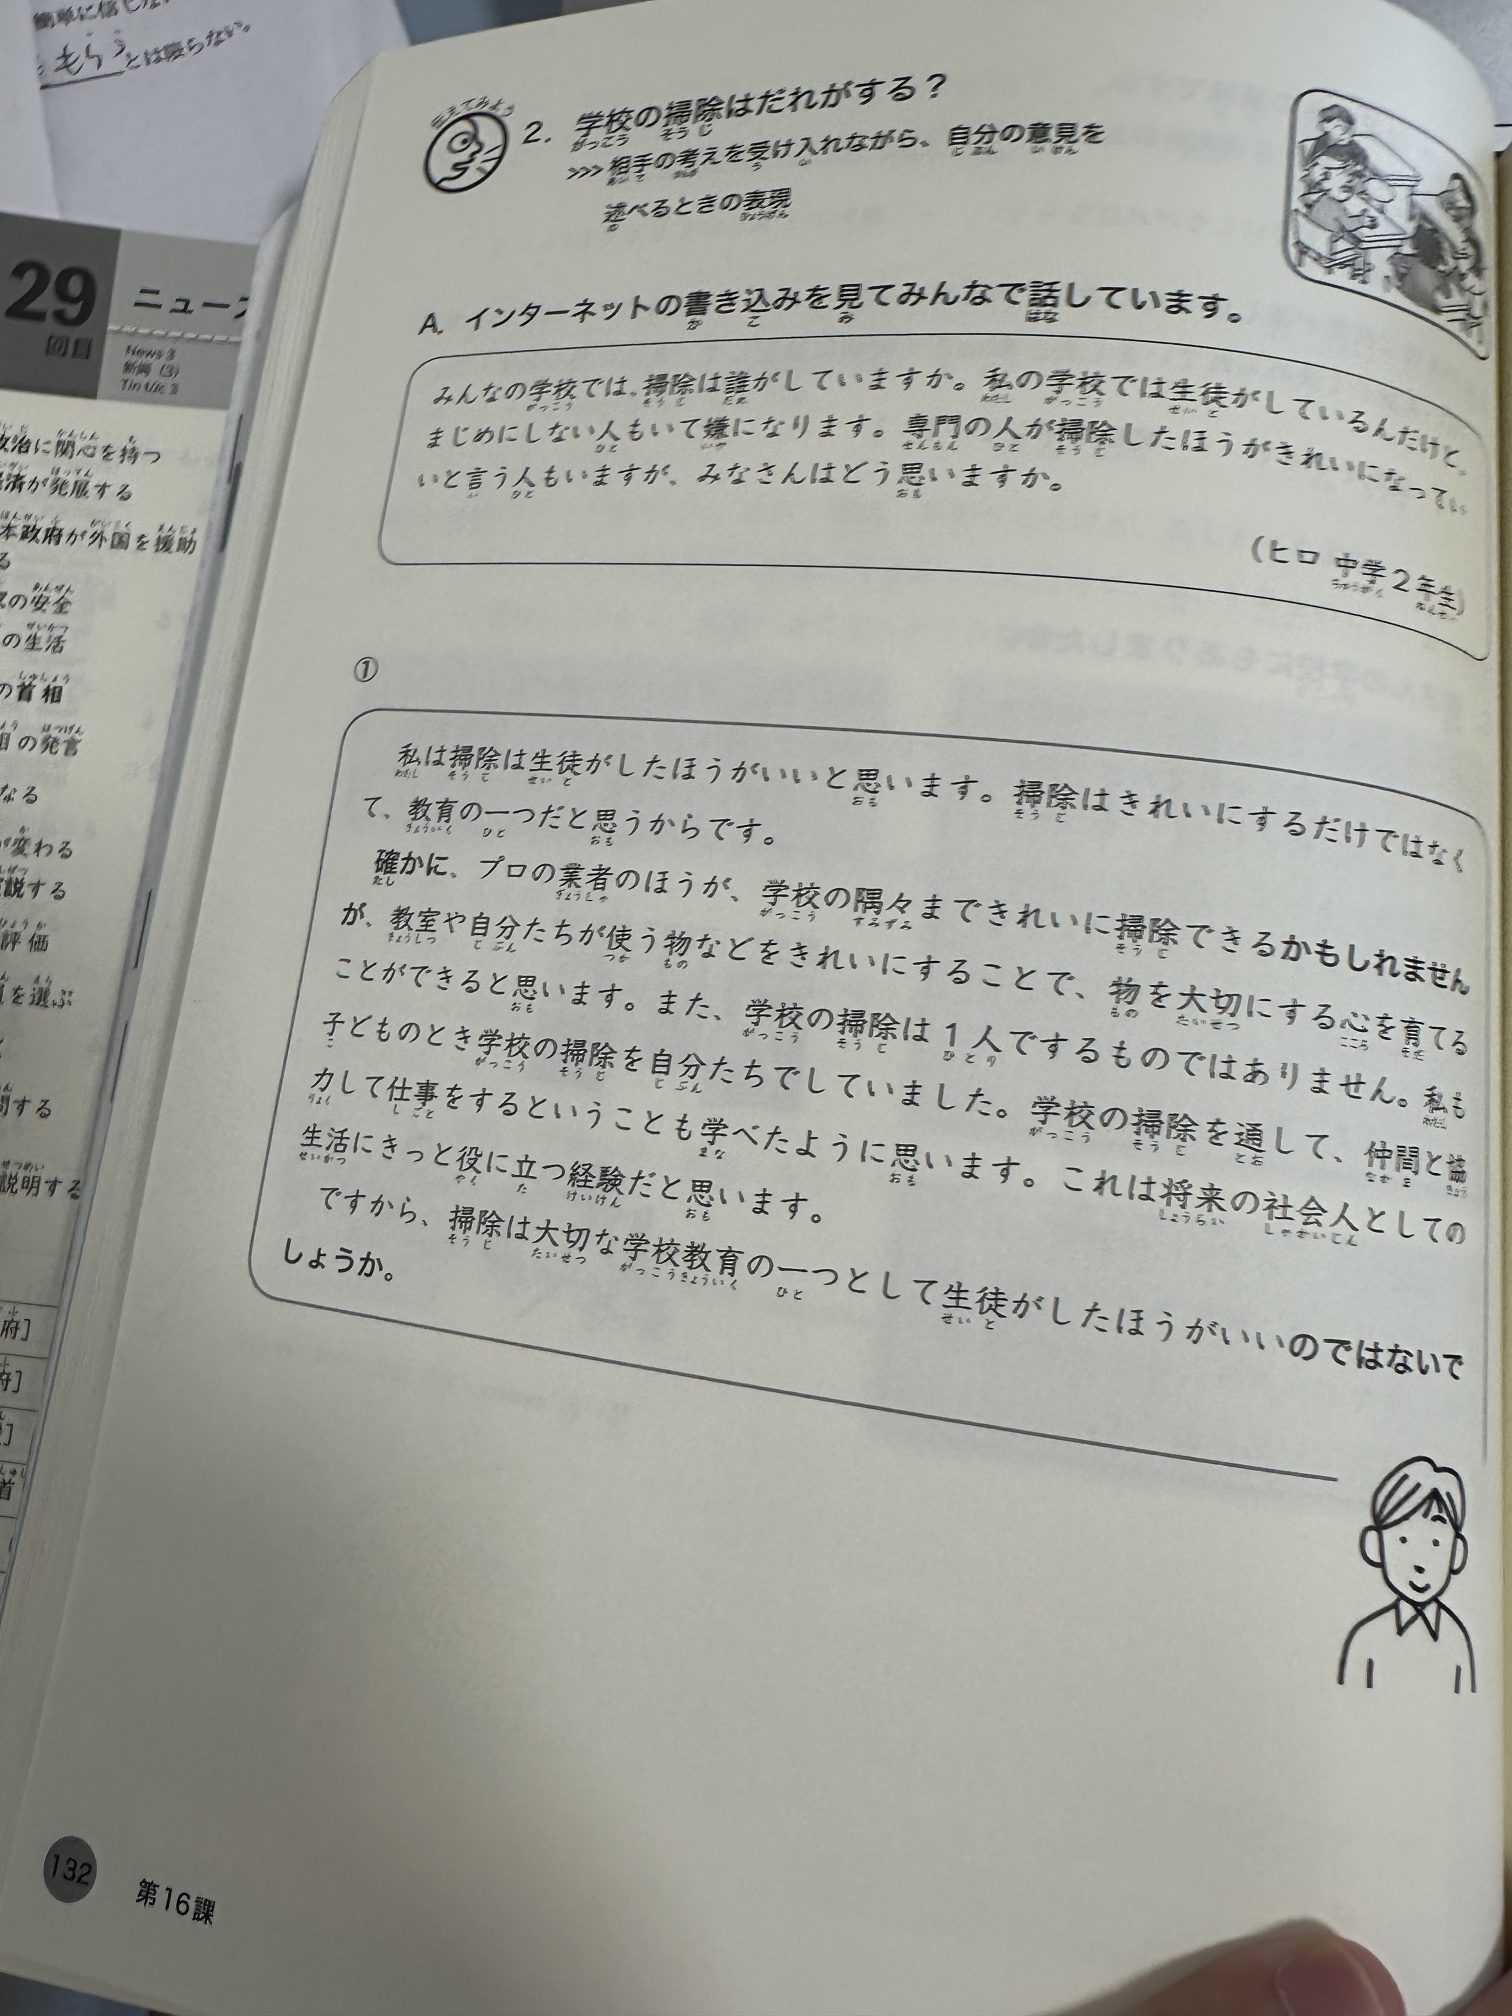 簡単に信じな
もらう とは限らない。
29
回目
ニュース
News 3
新闻（3）
Tin tức 3
政治に関心を持つ
経済が発展する
本政府が外国を援助
る
の安全
の生活
の首相
相の発言
なる
が変わる
説する
評価
を選ぶ
する
説明する
府］
府］
］
首
考えてみよう
2. 学校の掃除はだれがする？
>>> 相手の考えを受け入れながら、自分の意見を
述べるときの表現
A. インターネットの書き込みを見てみんなで話しています。
みんなの学校では、掃除は誰がしていますか。私の学校では生徒がしているんだけど、
まじめにしない人もいて嫌になります。専門の人が掃除したほうがきれいになってい
いと言う人もいますが、みなさんはどう思いますか。
（ヒロ 中学2年生）
①
私は掃除は生徒がしたほうがいいと思います。掃除はきれいにするだけではなく
て、教育の一つだと思うからです。
確かに、プロの業者のほうが、学校の隅々まできれいに掃除できるかもしれません
が、教室や自分たちが使う物などをきれいにすることで、物を大切にする心を育てる
ことができると思います。また、学校の掃除は1人でするものではありません。私も
子どものとき学校の掃除を自分たちでしていました。学校の掃除を通して、仲間と協
力して仕事をするということも学べたように思います。これは将来の社会人としての
生活にきっと役に立つ経験だと思います。
ですから、掃除は大切な学校教育の一つとして生徒がしたほうがいいのではないで
しょうか。
132
第16課